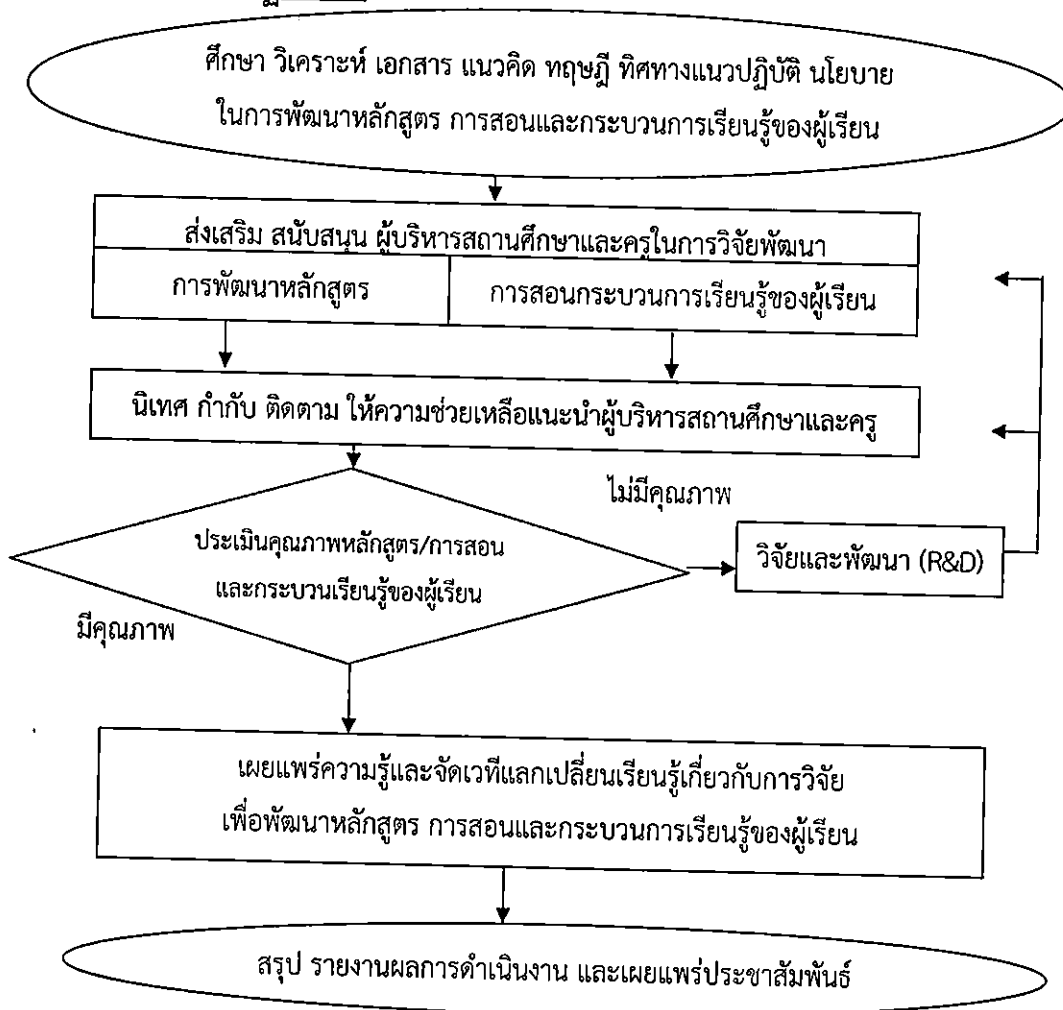 ศึกษา วิเคราะห์ เอกสาร แนวคิด ทฤษฎี ทิศทางแนวปฏิบัติ นโยบาย
ในการพัฒนาหลักสูตร การสอนและกระบวนการเรียนรู้ของผู้เรียน
ส่งเสริม สนับสนุน ผู้บริหารสถานศึกษาและครูในการวิจัยพัฒนา
การพัฒนาหลักสูตร
การสอนกระบวนการเรียนรู้ของผู้เรียน
นิเทศ กำกับ ติดตาม ให้ความช่วยเหลือแนะนำผู้บริหารสถานศึกษาและครู
ไม่มีคุณภาพ
ประเมินคุณภาพหลักสูตร/การสอน
และกระบวนเรียนรู้ของผู้เรียน
วิจัยและพัฒนา (R&D)
มีคุณภาพ
เผยแพร่ความรู้และจัดเวทีแลกเปลี่ยนเรียนรู้เกี่ยวกับการวิจัย
เพื่อพัฒนาหลักสูตร การสอนและกระบวนการเรียนรู้ของผู้เรียน
สรุป รายงานผลการดำเนินงาน และเผยแพร่ประชาสัมพันธ์